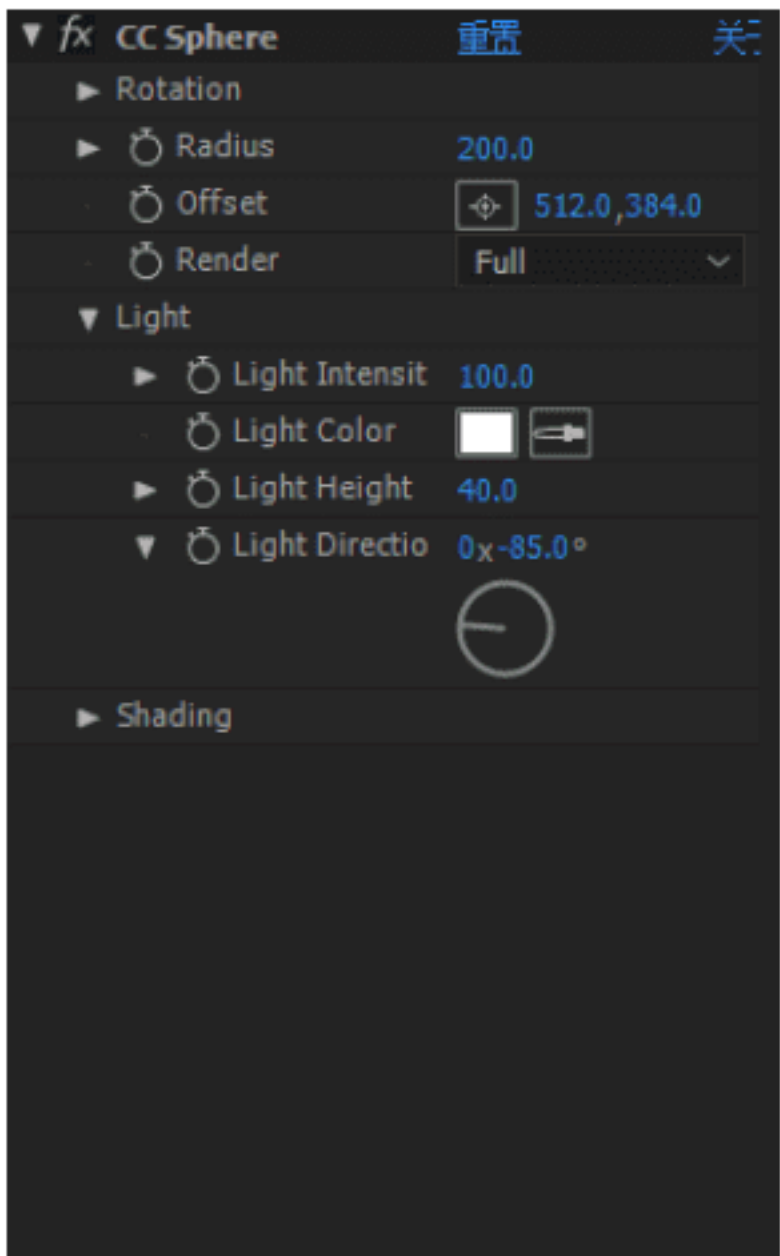 fx CC Sphere 重置
Rotation
Radius 200.0
Offset 512.0,384.0
Render Full
Light
Light Intensit 100.0
Light Color
Light Height 40.0
Light Directio 0x-85.0°
Shading